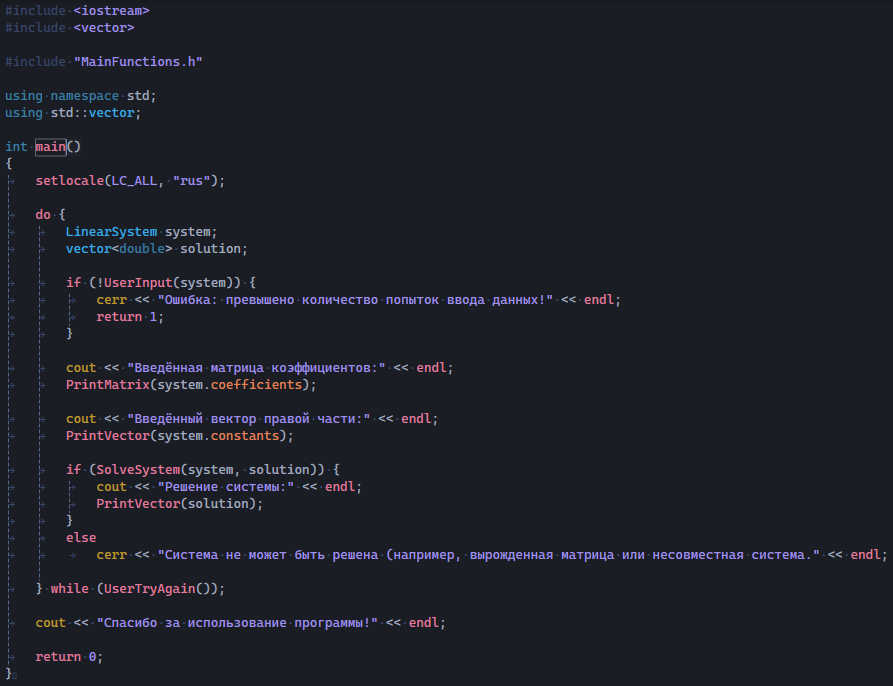 #include <iostream>
#include <vector>
#include "MainFunctions.h"
using namespace std;
using std::vector;
int main()
{
setlocale(LC_ALL, "rus");
do {
LinearSystem system;
vector<double> solution;
if (!UserInput(system)) {
cerr << "Ошибка: превышено количество попыток ввода данных!" << endl;
return 1;
}
cout << "Введённая матрица коэффициентов:" << endl;
PrintMatrix(system.coefficients);
cout << "Введённый вектор правой части:" << endl;
PrintVector(system.constants);
if (SolveSystem(system, solution)) {
cout << "Решение системы:" << endl;
PrintVector(solution);
}
else
cerr << "Система не может быть решена (например, вырожденная матрица или несовместная система." << endl;
} while (UserTryAgain());
cout << "Спасибо за использование программы!" << endl;
return 0;
}